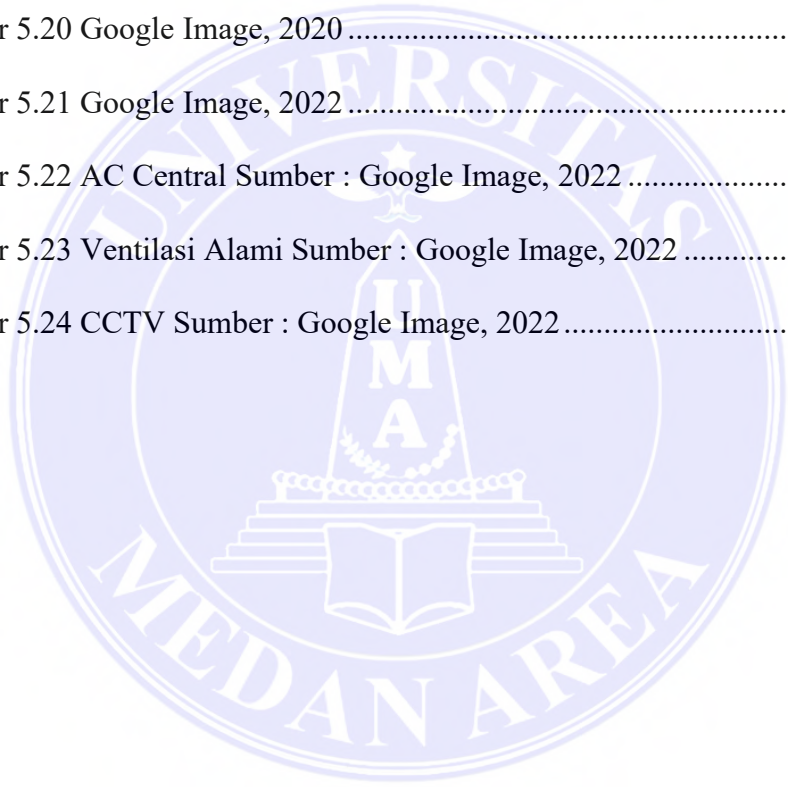 r 5.20 Google Image, 2020 ........................................................
r 5.21 Google Image, 2022 ........................................................
r 5.22 AC Central Sumber : Google Image, 2022 ....................
r 5.23 Ventilasi Alami Sumber : Google Image, 2022 .............
r 5.24 CCTV Sumber : Google Image, 2022 ............................
UNIVERSITAS
UMA
MEDAN AREA